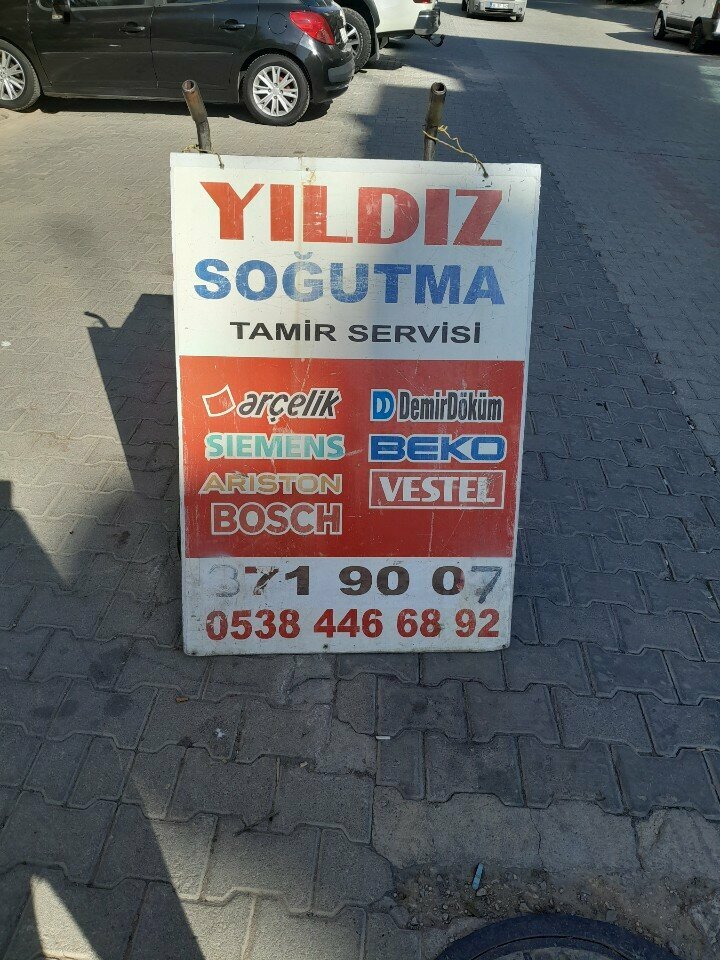 YILDIZ
SOĞUTMA
TAMİR SERVİSİ
arçelik DemirDöküm
SIEMENS BEKO
ARISTON VESTEL
BOSCH
371 90 07
0538 446 68 92